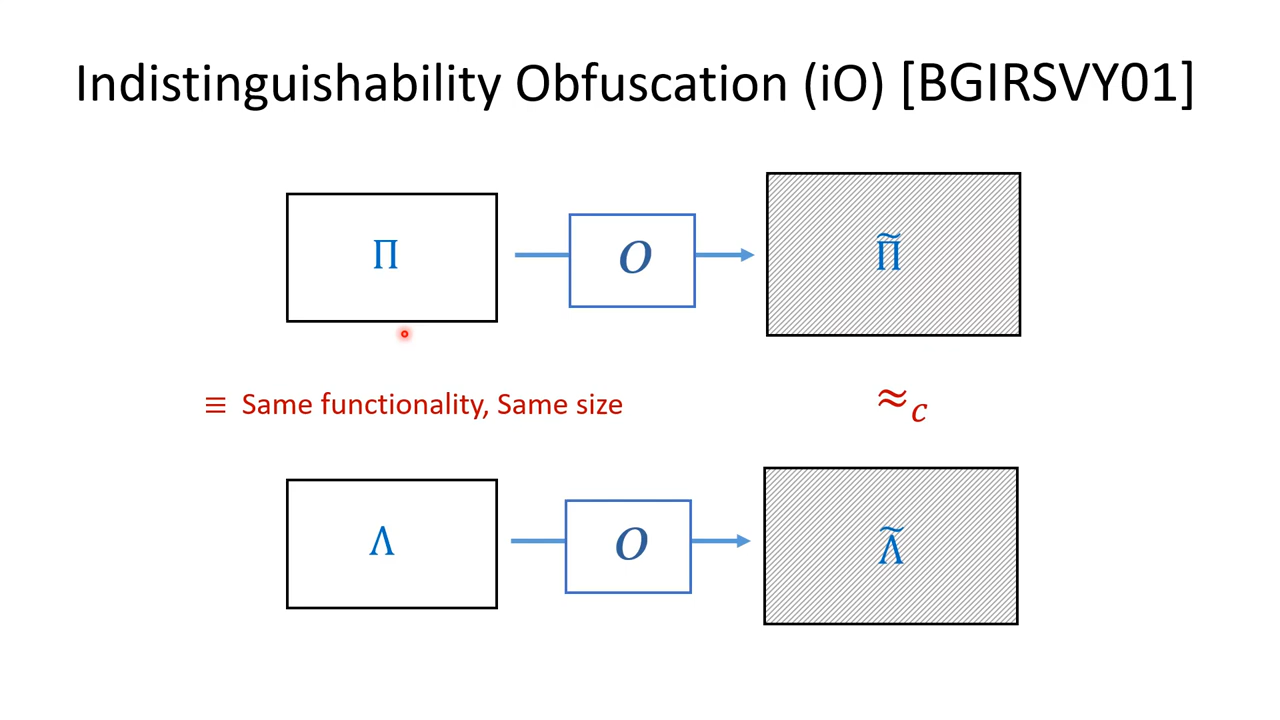 Indistinguishability Obfuscation (iO) [BGIRSVY01]
Π
O
Π̃
≡ Same functionality, Same size
≈c
Λ
O
Λ̃